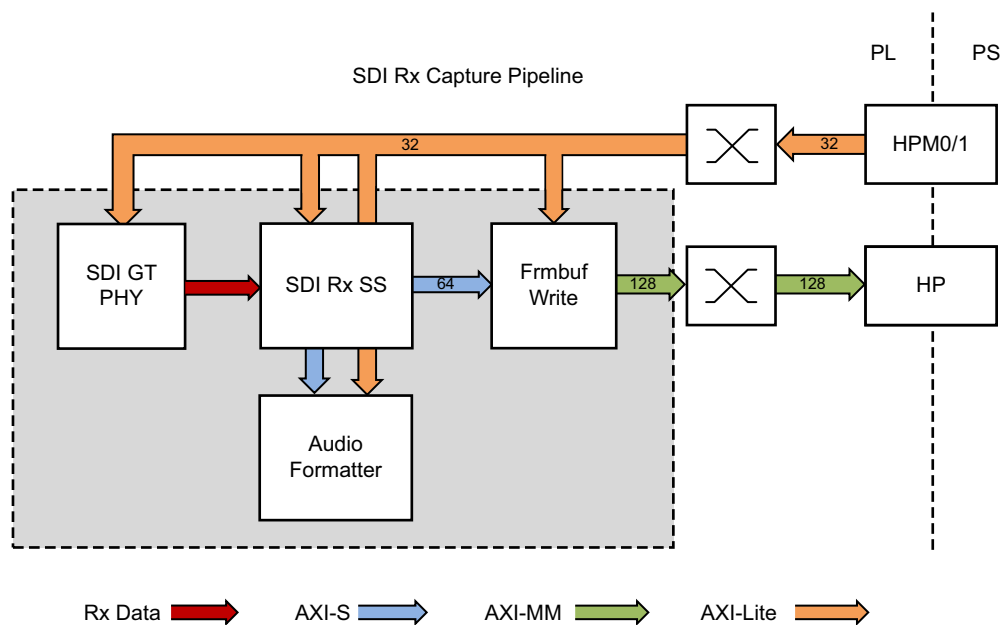 PL
PS
SDI Rx Capture Pipeline
32
32
HPM0/1
SDI GT
PHY
SDI Rx SS
64
Frmbuf
Write
128
128
HP
Audio
Formatter
Rx Data
AXI-S
AXI-MM
AXI-Lite